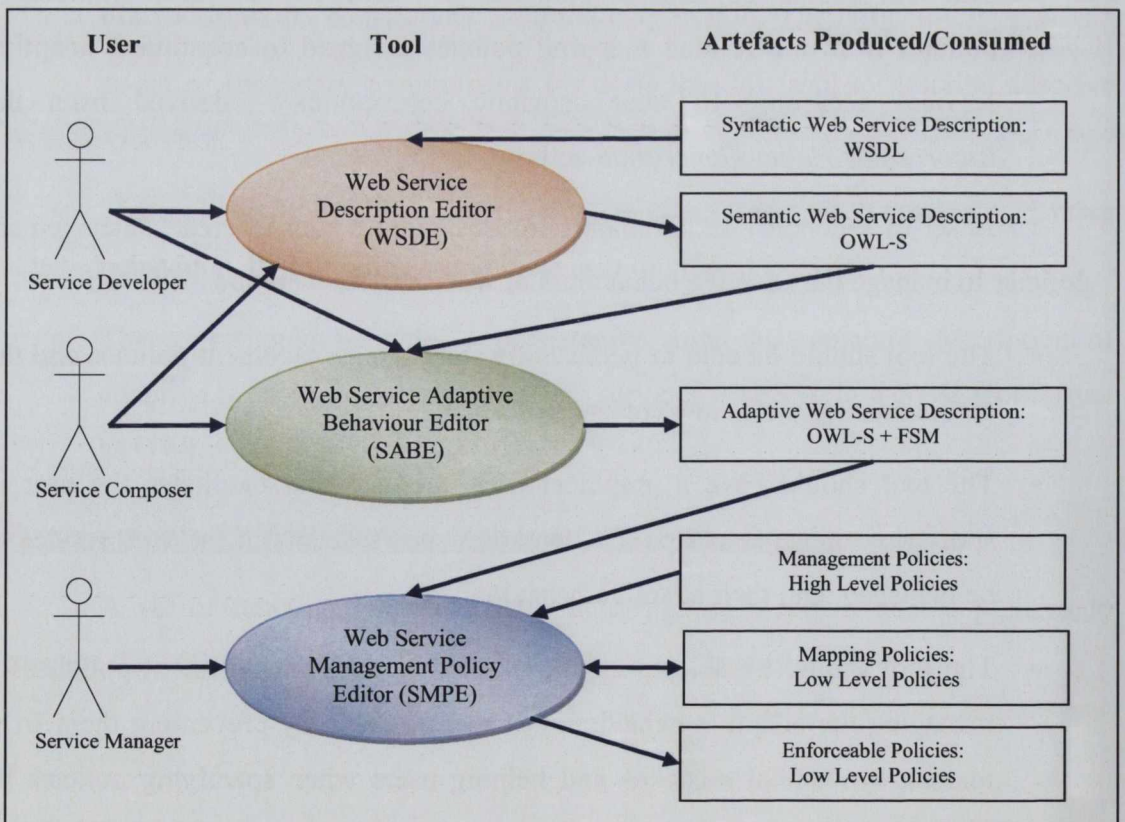 User
Tool
Artefacts Produced/Consumed
Syntactic Web Service Description:
WSDL
Web Service
Description Editor
(WSDE)
Semantic Web Service Description:
OWL-S
Service Developer
Web Service Adaptive
Behaviour Editor
(SABE)
Adaptive Web Service Description:
OWL-S + FSM
Service Composer
Management Policies:
High Level Policies
Web Service
Management Policy
Editor (SMPE)
Mapping Policies:
Low Level Policies
Service Manager
Enforceable Policies:
Low Level Policies